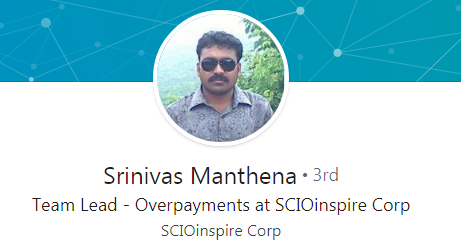 Srinivas Manthena • 3rd
Team Lead - Overpayments at SCIOinspire Corp
SCIOinspire Corp